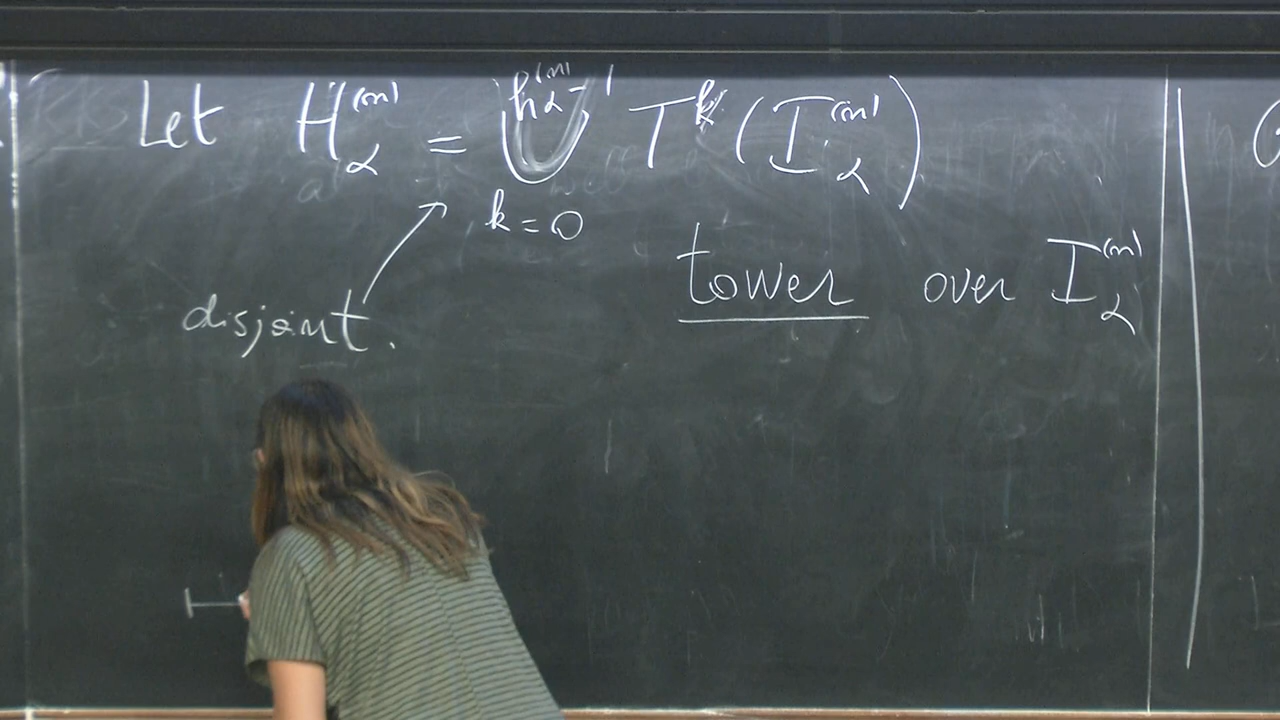 Let H_α^(n) = ⋃_{k=0}^{h_α^(n)-1} T^k (I_α^(n))
disjoint.
tower over I_α^(n)